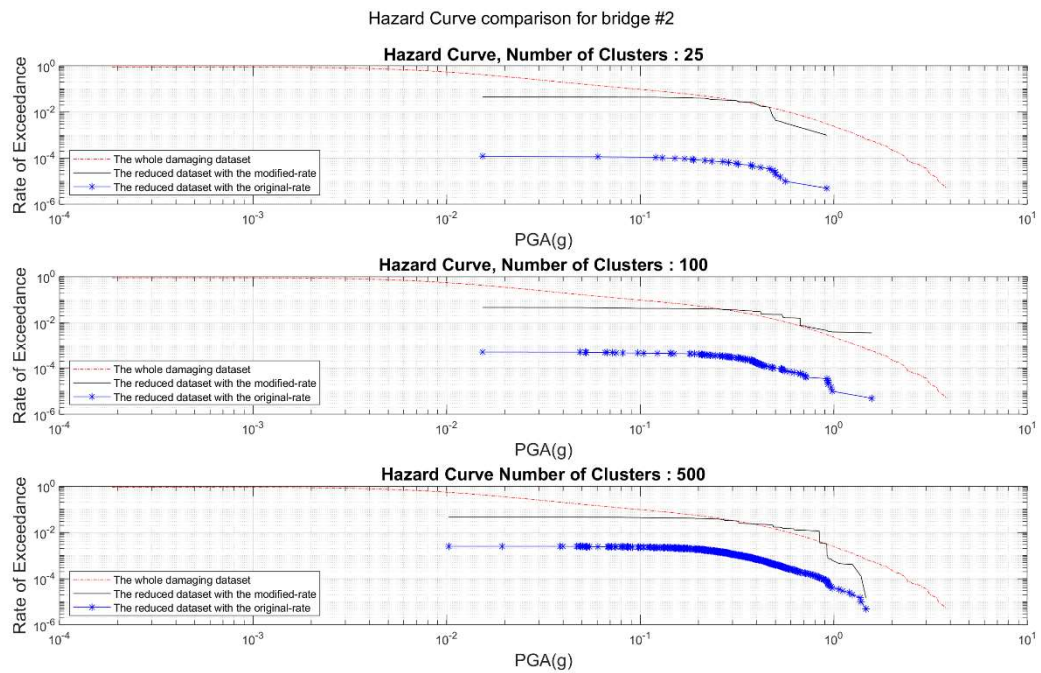 Hazard Curve comparison for bridge #2
Hazard Curve, Number of Clusters : 25
Rate of Exceedance
10^0
10^-2
10^-4
10^-6
The whole damaging dataset
The reduced dataset with the modified-rate
The reduced dataset with the original-rate
10^-4 10^-3 10^-2 10^-1 10^0 10^1
PGA(g)
Hazard Curve, Number of Clusters : 100
Rate of Exceedance
10^0
10^-2
10^-4
10^-6
The whole damaging dataset
The reduced dataset with the modified-rate
The reduced dataset with the original-rate
10^-4 10^-3 10^-2 10^-1 10^0 10^1
PGA(g)
Hazard Curve Number of Clusters : 500
Rate of Exceedance
10^0
10^-2
10^-4
10^-6
The whole damaging dataset
The reduced dataset with the modified-rate
The reduced dataset with the original-rate
10^-4 10^-3 10^-2 10^-1 10^0 10^1
PGA(g)